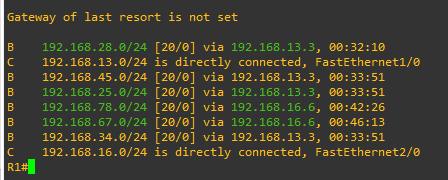 Gateway of last resort is not set
B    192.168.28.0/24 [20/0] via 192.168.13.3, 00:32:10
C    192.168.13.0/24 is directly connected, FastEthernet1/0
B    192.168.45.0/24 [20/0] via 192.168.13.3, 00:33:51
B    192.168.25.0/24 [20/0] via 192.168.13.3, 00:33:51
B    192.168.78.0/24 [20/0] via 192.168.16.6, 00:42:26
B    192.168.67.0/24 [20/0] via 192.168.16.6, 00:46:13
B    192.168.34.0/24 [20/0] via 192.168.13.3, 00:33:51
C    192.168.16.0/24 is directly connected, FastEthernet2/0
R1#